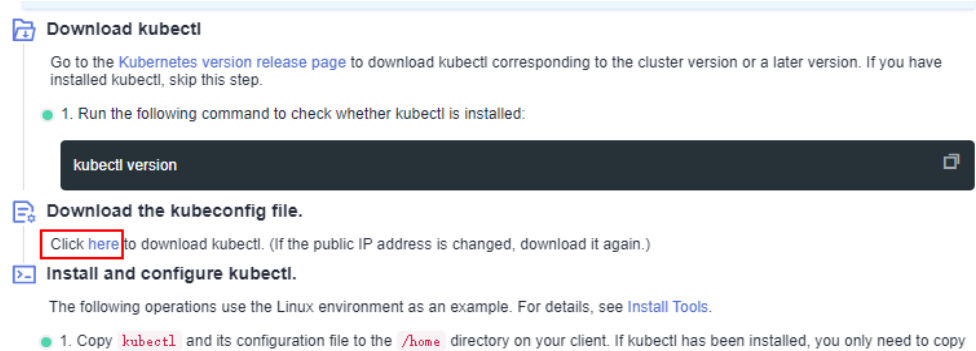 Download kubectl
Go to the Kubernetes version release page to download kubectl corresponding to the cluster version or a later version. If you have
installed kubectl, skip this step.
1. Run the following command to check whether kubectl is installed:
kubectl version
Download the kubeconfig file.
Click here to download kubectl. (If the public IP address is changed, download it again.)
Install and configure kubectl.
The following operations use the Linux environment as an example. For details, see Install Tools.
1. Copy kubectl and its configuration file to the /home directory on your client. If kubectl has been installed, you only need to copy